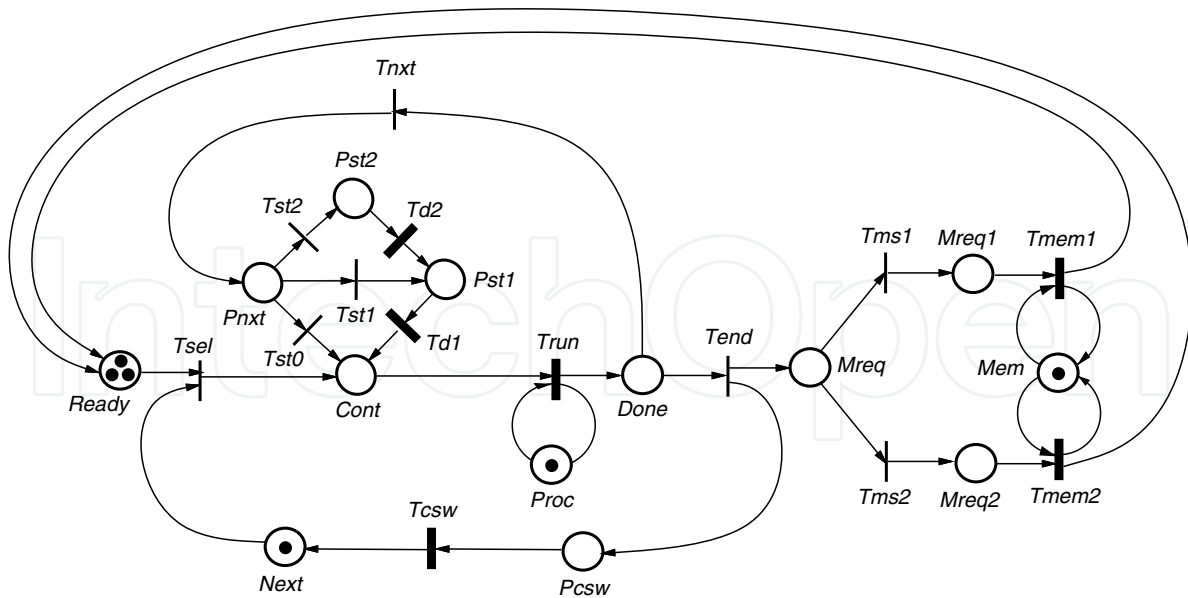 Tnxt
Pst2
Tst2
Td2
Tms1
Mreq1
Tmem1
Pnxt
Tst1
Pst1
Tsel
Tst0
Td1
Trun
Tend
Mreq
Mem
Ready
Cont
Done
Proc
Tms2
Mreq2
Tmem2
Tcsw
Next
Pcsw
IntechOpen